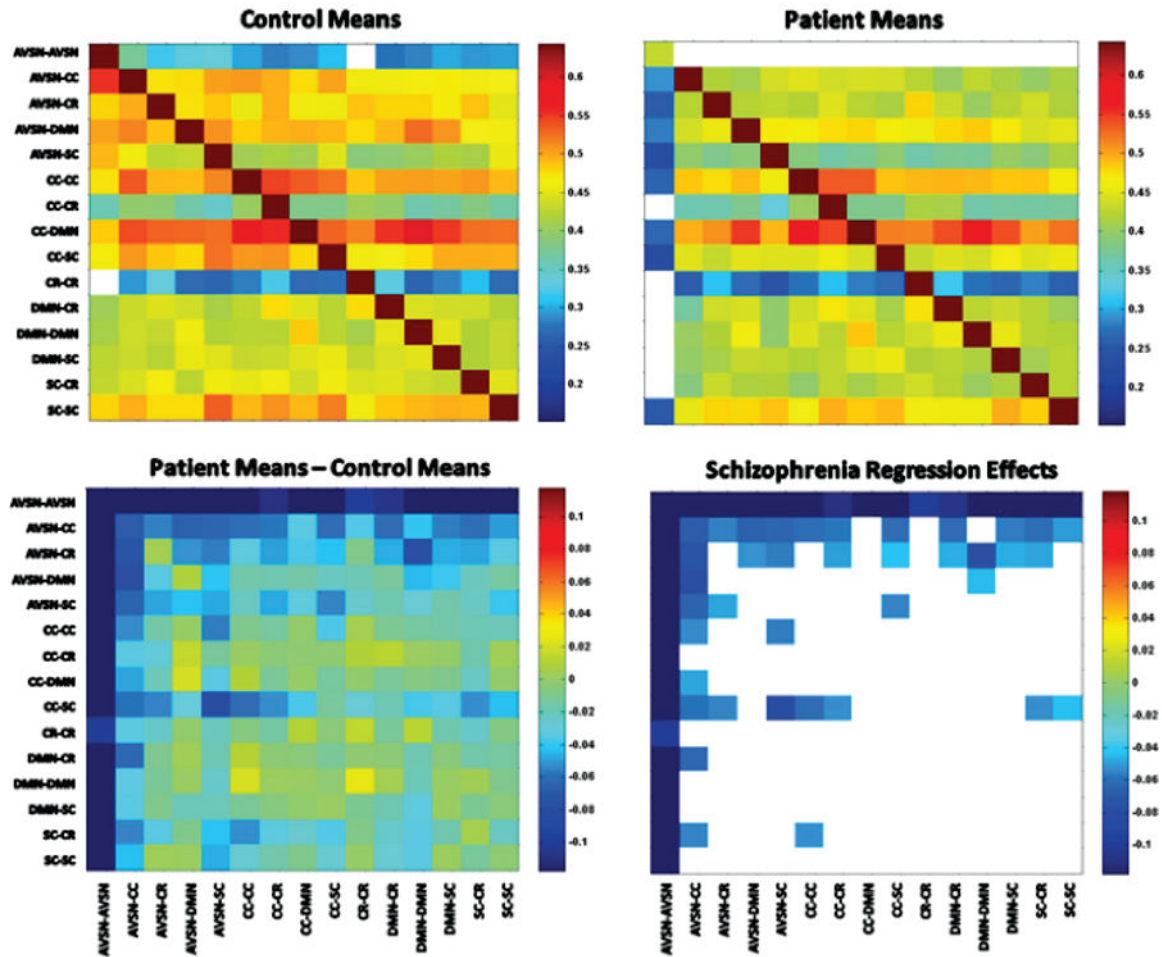 Control Means
AVSN-AVSN
AVSN-CC
AVSN-CR
AVSN-DMN
AVSN-SC
CC-CC
CC-CR
CC-DMN
CC-SC
CR-CR
DMN-CR
DMN-DMN
DMN-SC
SC-CR
SC-SC
0.6
0.55
0.5
0.45
0.4
0.35
0.3
0.25
0.2
Patient Means
0.6
0.55
0.5
0.45
0.4
0.35
0.3
0.25
0.2
Patient Means – Control Means
AVSN-AVSN
AVSN-CC
AVSN-CR
AVSN-DMN
AVSN-SC
CC-CC
CC-CR
CC-DMN
CC-SC
CR-CR
DMN-CR
DMN-DMN
DMN-SC
SC-CR
SC-SC
AVSN-AVSN
AVSN-CC
AVSN-CR
AVSN-DMN
AVSN-SC
CC-CC
CC-CR
CC-DMN
CC-SC
CR-CR
DMN-CR
DMN-DMN
DMN-SC
SC-CR
SC-SC
0.1
0.08
0.06
0.04
0.02
0
-0.02
-0.04
-0.06
-0.08
-0.1
Schizophrenia Regression Effects
AVSN-AVSN
AVSN-CC
AVSN-CR
AVSN-DMN
AVSN-SC
CC-CC
CC-CR
CC-DMN
CC-SC
CR-CR
DMN-CR
DMN-DMN
DMN-SC
SC-CR
SC-SC
0.1
0.08
0.06
0.04
0.02
0
-0.02
-0.04
-0.06
-0.08
-0.1